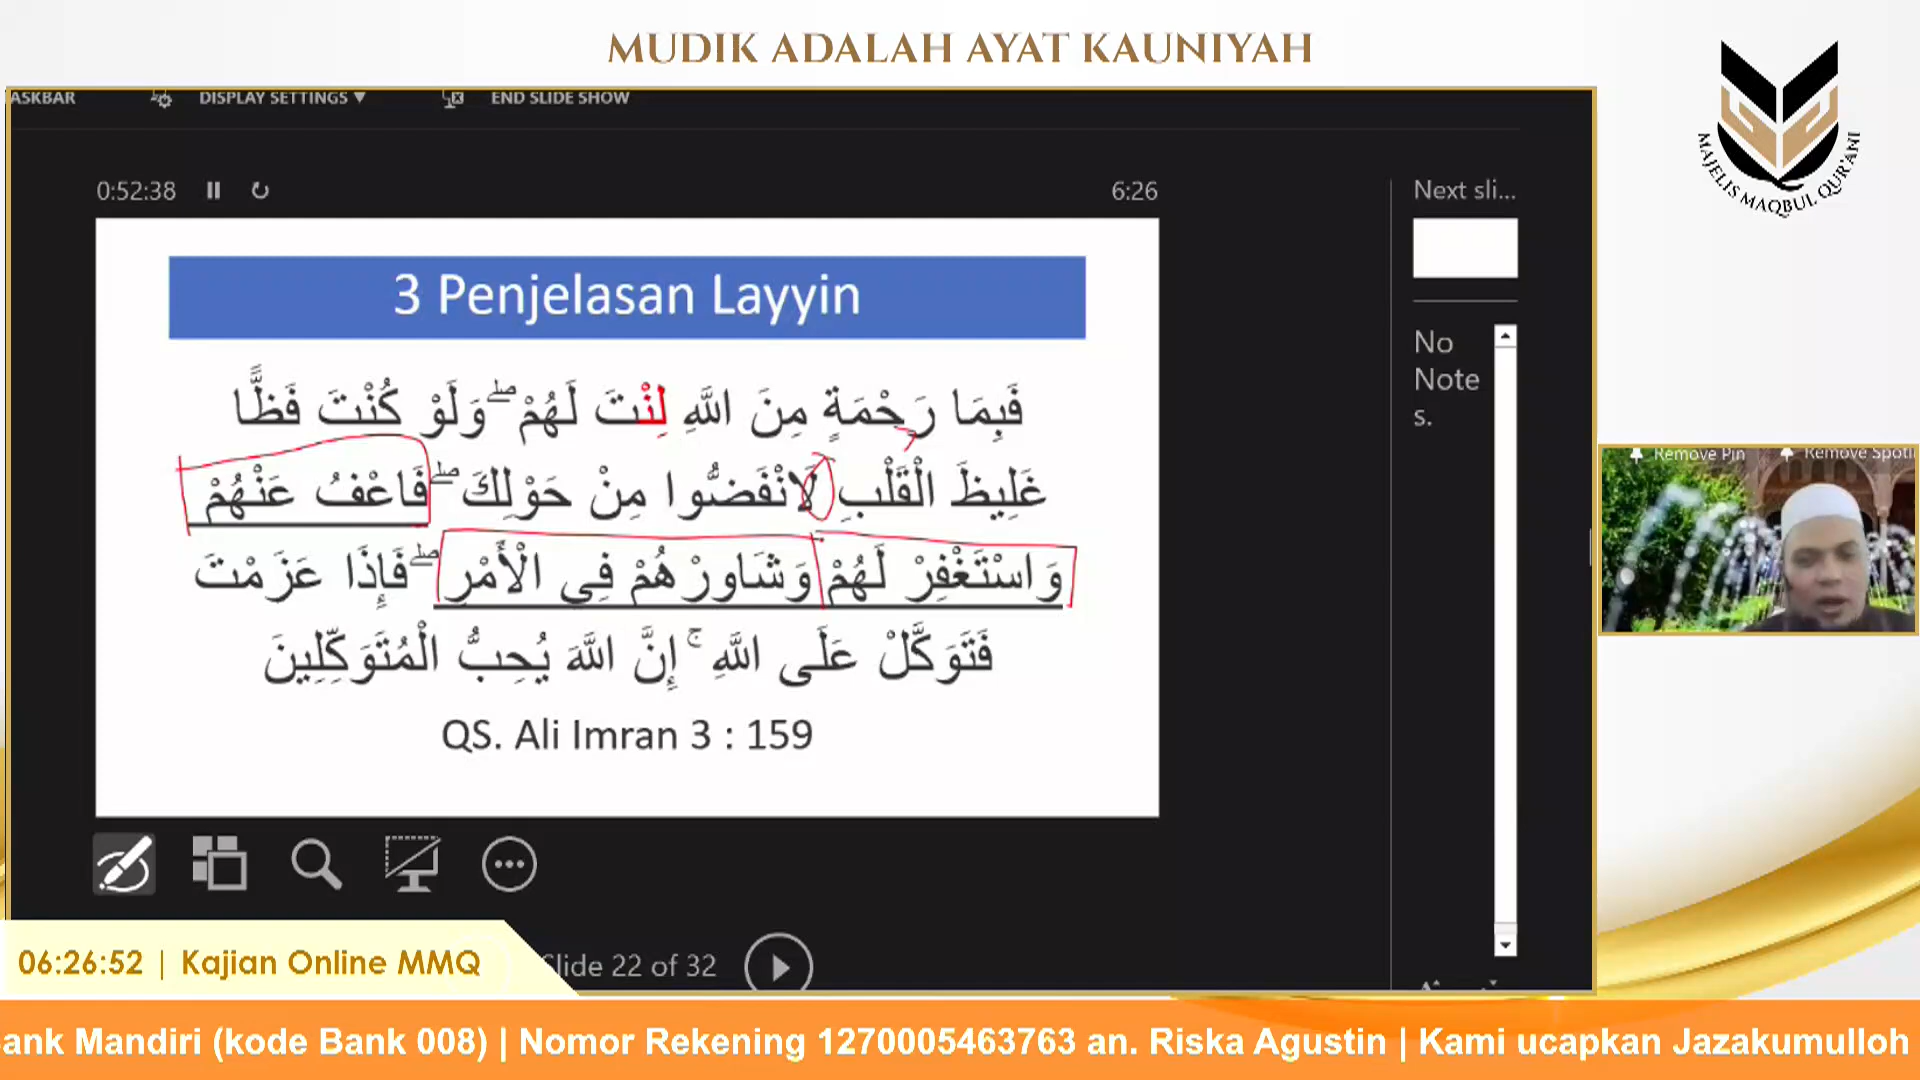 MUDIK ADALAH AYAT KAUNIYAH
MAJELIS MAQBUL QUR'ANI
ASKBAR DISPLAY SETTINGS ▼ END SLIDE SHOW
0:52:38 6:26
Next sli...
3 Penjelasan Layyin
فَبِمَا رَحْمَةٍ مِنَ اللَّهِ لِنْتَ لَهُمْ ۖ وَلَوْ كُنْتَ فَظًّا
غَلِيظَ الْقَلْبِ لَانْفَضُّوا مِنْ حَوْلِكَ ۖ فَاعْفُ عَنْهُمْ
وَاسْتَغْفِرْ لَهُمْ وَشَاوِرْهُمْ فِي الْأَمْرِ ۖ فَإِذَا عَزَمْتَ
فَتَوَكَّلْ عَلَى اللَّهِ ۚ إِنَّ اللَّهَ يُحِبُّ الْمُتَوَكِّلِينَ
QS. Ali Imran 3 : 159
No
Note
s.
Remove Pin Remove Spotli
Slide 22 of 32
06:26:52 | Kajian Online MMQ
ank Mandiri (kode Bank 008) | Nomor Rekening 1270005463763 an. Riska Agustin | Kami ucapkan Jazakumulloh